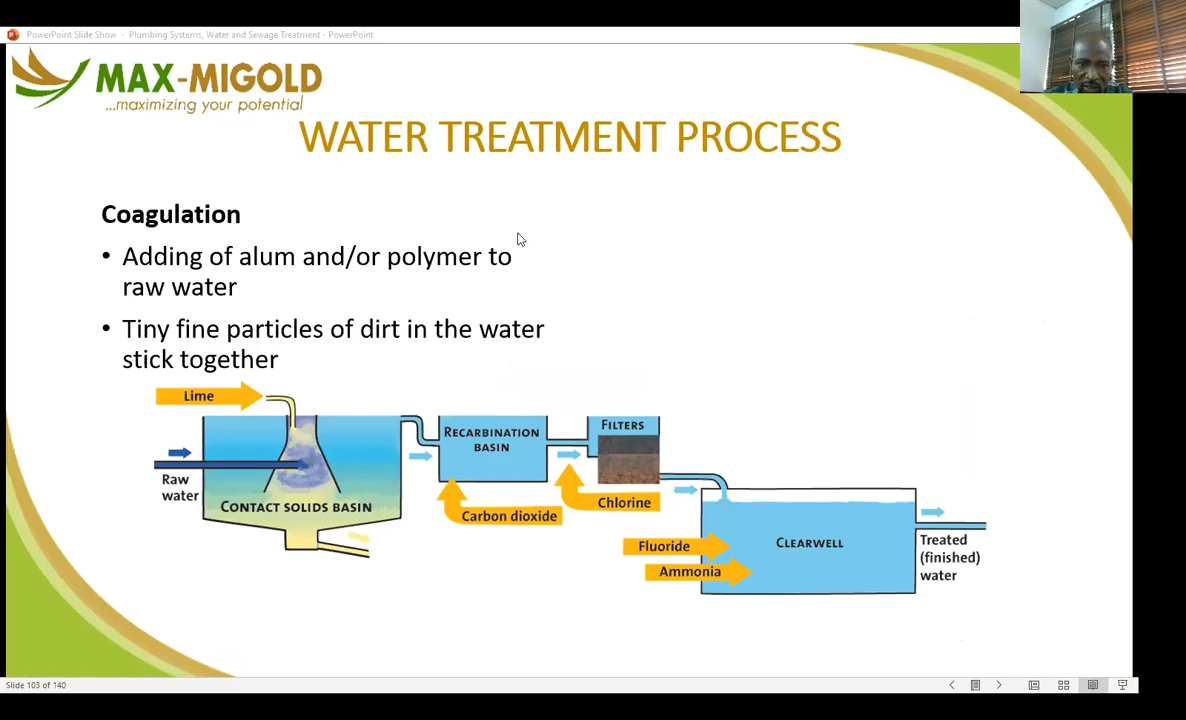 PowerPoint Slide Show - Plumbing Systems, Water and Sewage Treatment - PowerPoint
MAX-MIGOLD
...maximizing your potential
WATER TREATMENT PROCESS
Coagulation
• Adding of alum and/or polymer to
raw water
• Tiny fine particles of dirt in the water
stick together
Lime
Raw
water
CONTACT SOLIDS BASIN
RECARBINATION
BASIN
Carbon dioxide
FILTERS
Chlorine
Fluoride
Ammonia
CLEARWELL
Treated
(finished)
water
Slide 103 of 140